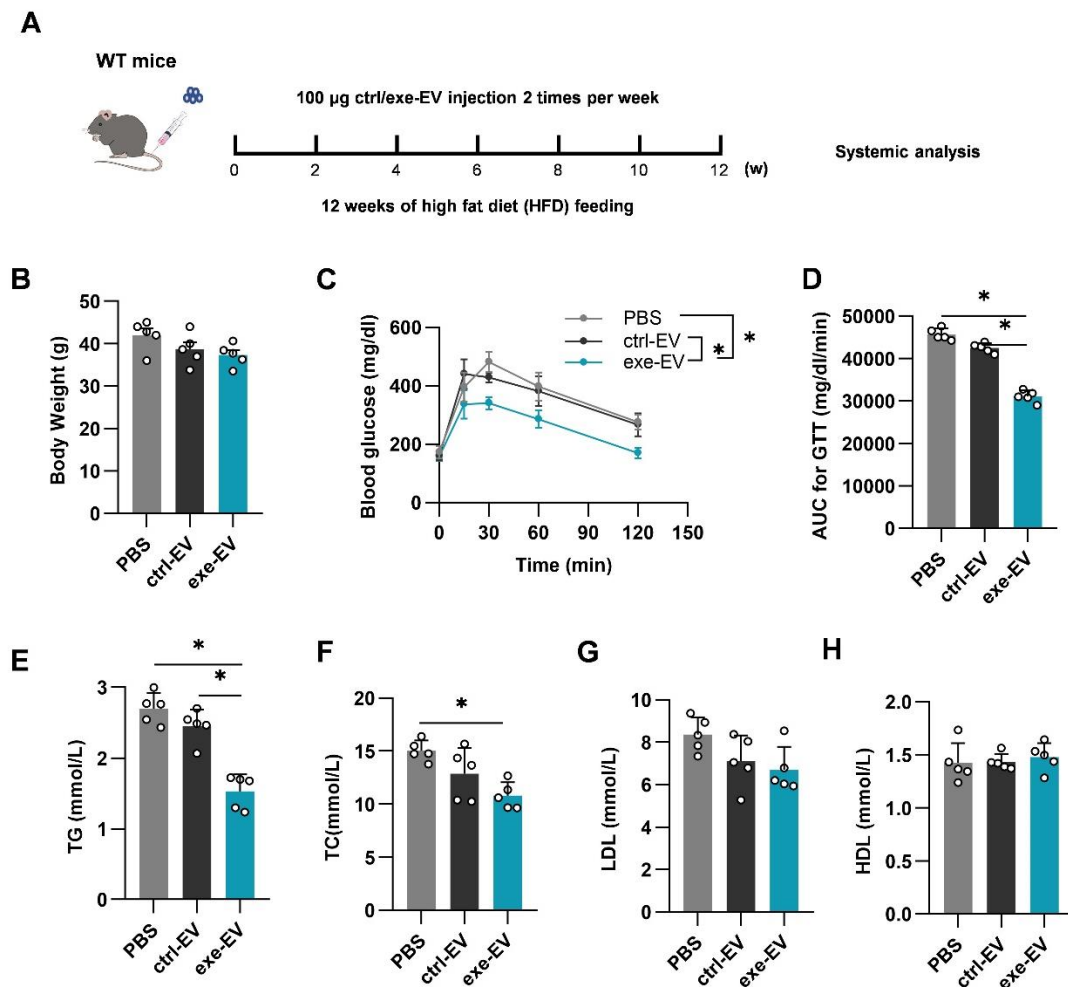 A
WT mice
100 µg ctrl/exe-EV injection 2 times per week
0 2 4 6 8 10 12 (w)
Systemic analysis
12 weeks of high fat diet (HFD) feeding
B
Body Weight (g)
50
40
30
20
10
0
PBS
ctrl-EV
exe-EV
C
Blood glucose (mg/dl)
600
400
200
0
0 30 60 90 120 150
Time (min)
PBS
ctrl-EV
exe-EV
*
*
D
AUC for GTT (mg/dl/min)
50000
40000
30000
20000
10000
0
*
*
PBS
ctrl-EV
exe-EV
E
TG (mmol/L)
3
2
1
0
*
*
PBS
ctrl-EV
exe-EV
F
TC(mmol/L)
20
15
10
5
0
*
PBS
ctrl-EV
exe-EV
G
LDL (mmol/L)
10
8
6
4
2
0
PBS
ctrl-EV
exe-EV
H
HDL (mmol/L)
2.0
1.5
1.0
0.5
0.0
PBS
ctrl-EV
exe-EV